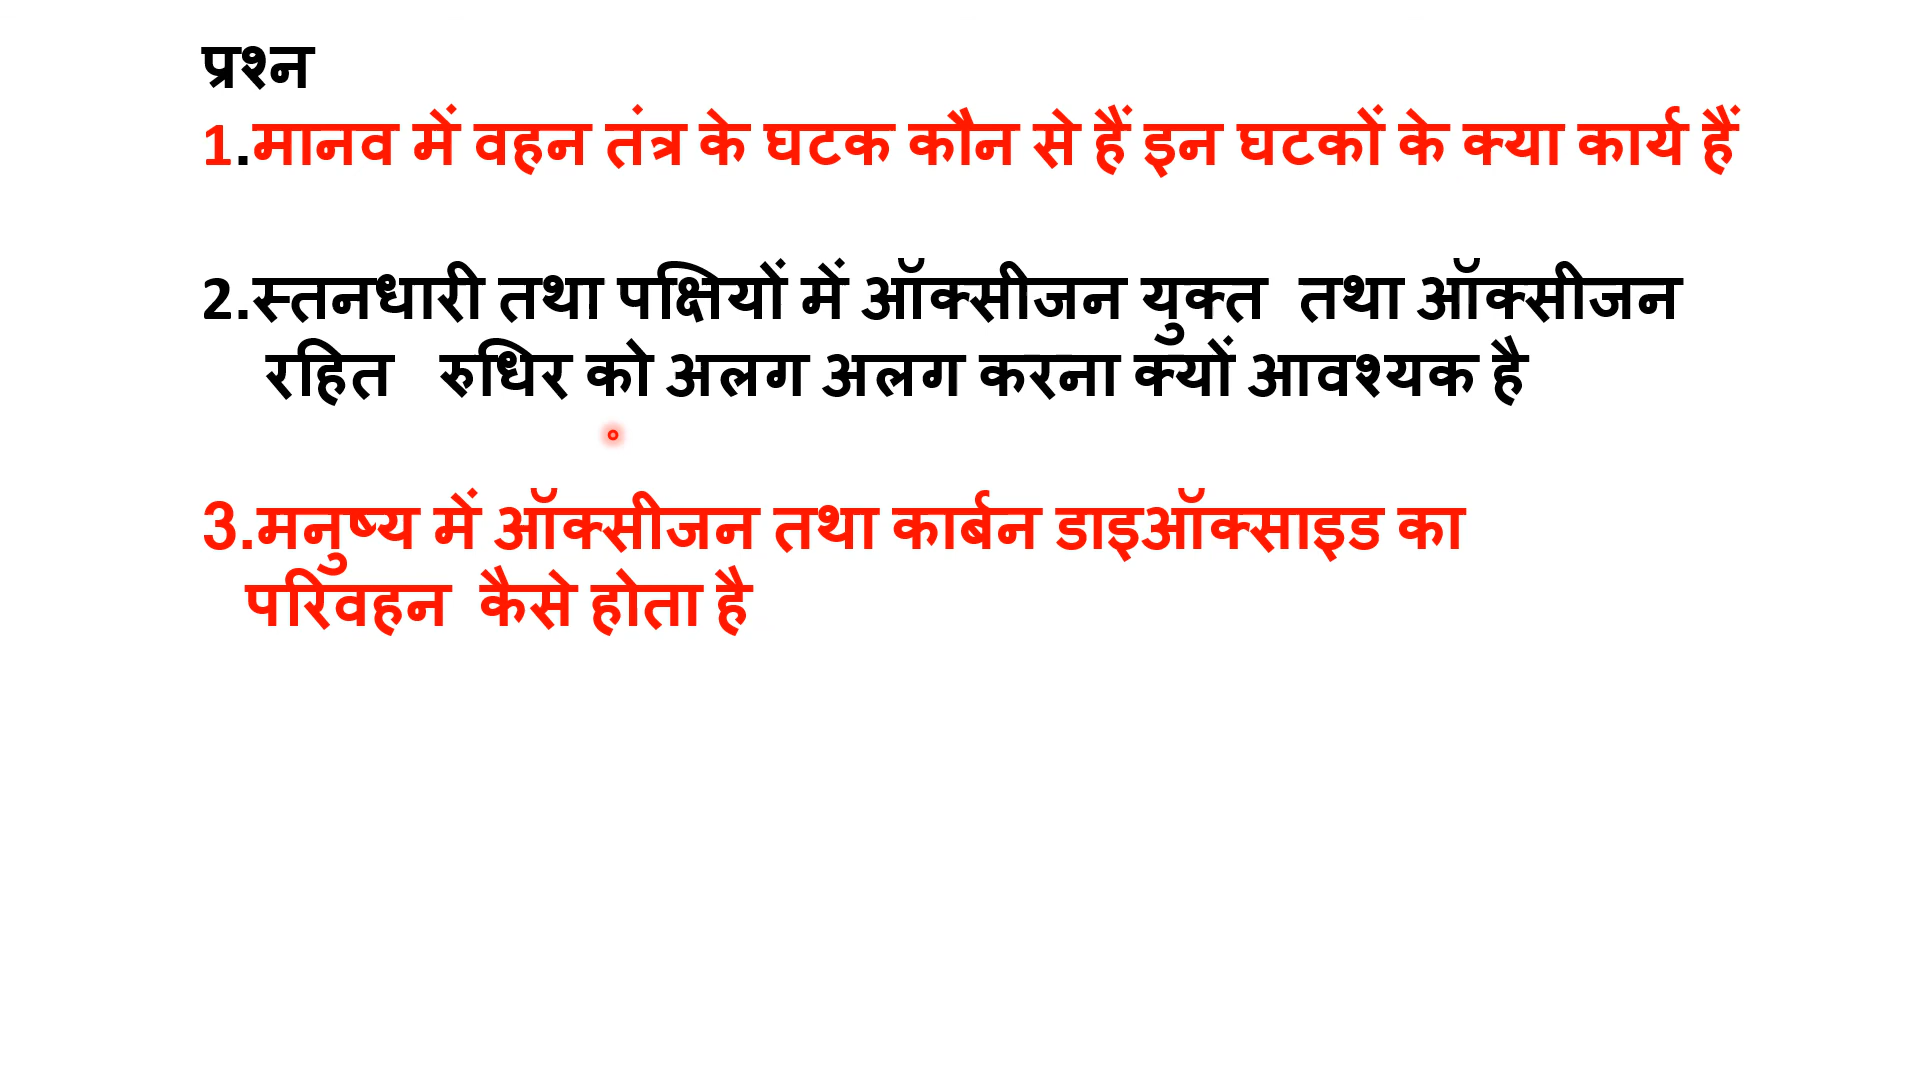 प्रश्न
1.मानव में वहन तंत्र के घटक कौन से हैं इन घटकों के क्या कार्य हैं
2.स्तनधारी तथा पक्षियों में ऑक्सीजन युक्त तथा ऑक्सीजन
रहित रुधिर को अलग अलग करना क्यों आवश्यक है
3.मनुष्य में ऑक्सीजन तथा कार्बन डाइऑक्साइड का
परिवहन कैसे होता है